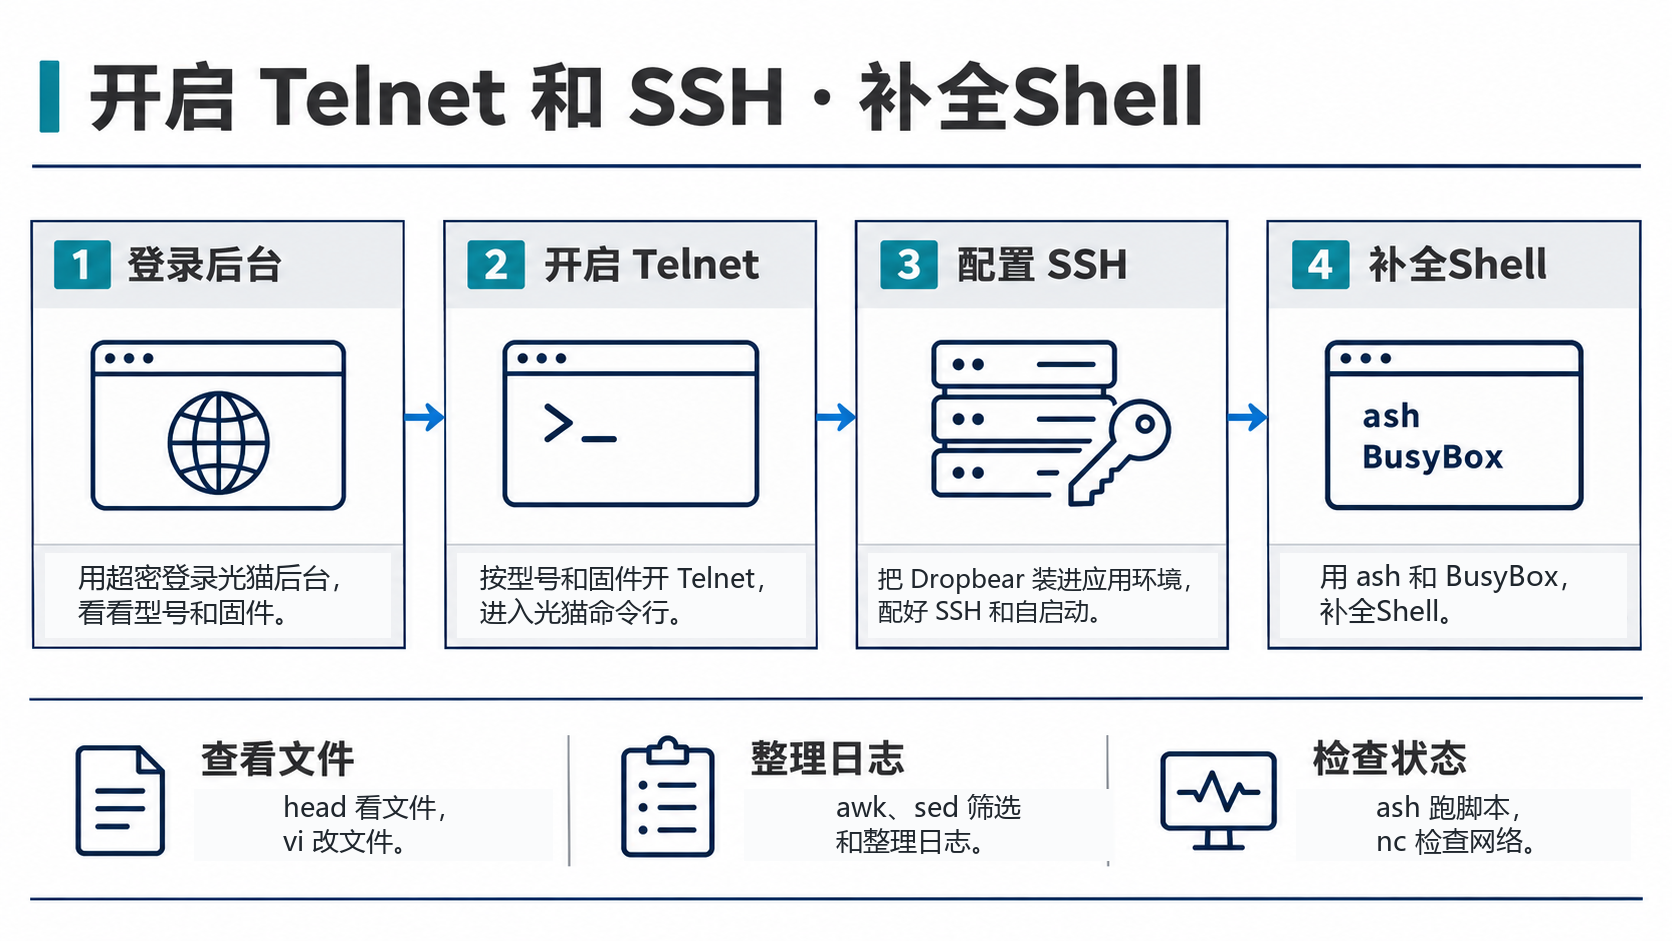 开启 Telnet 和 SSH · 补全Shell
1 登录后台
用超密登录光猫后台，
看看型号和固件。
2 开启 Telnet
>_
按型号和固件开 Telnet，
进入光猫命令行。
3 配置 SSH
把 Dropbear 装进应用环境，
配好 SSH 和自启动。
4 补全Shell
ash
BusyBox
用 ash 和 BusyBox，
补全Shell。
查看文件
head 看文件，
vi 改文件。
整理日志
awk、sed 筛选
和整理日志。
检查状态
ash 跑脚本，
nc 检查网络。